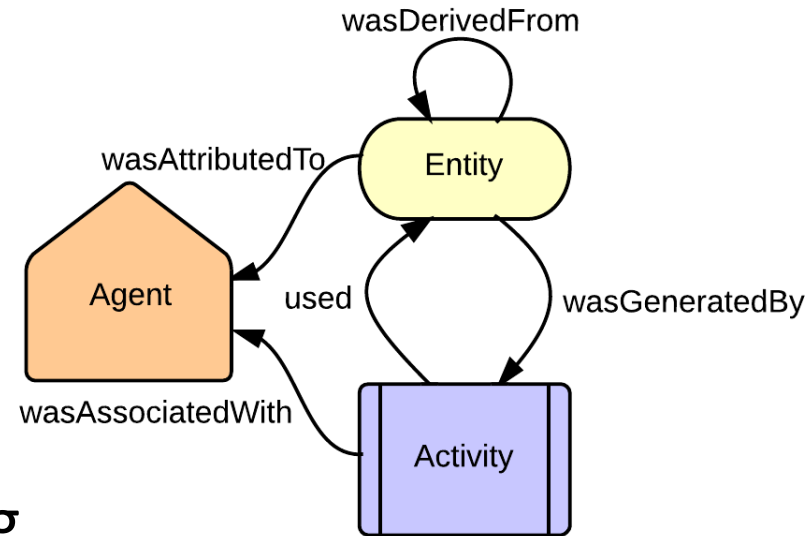 wasDerivedFrom
wasAttributedTo
Entity
Agent
used
wasGeneratedBy
wasAssociatedWith
Activity